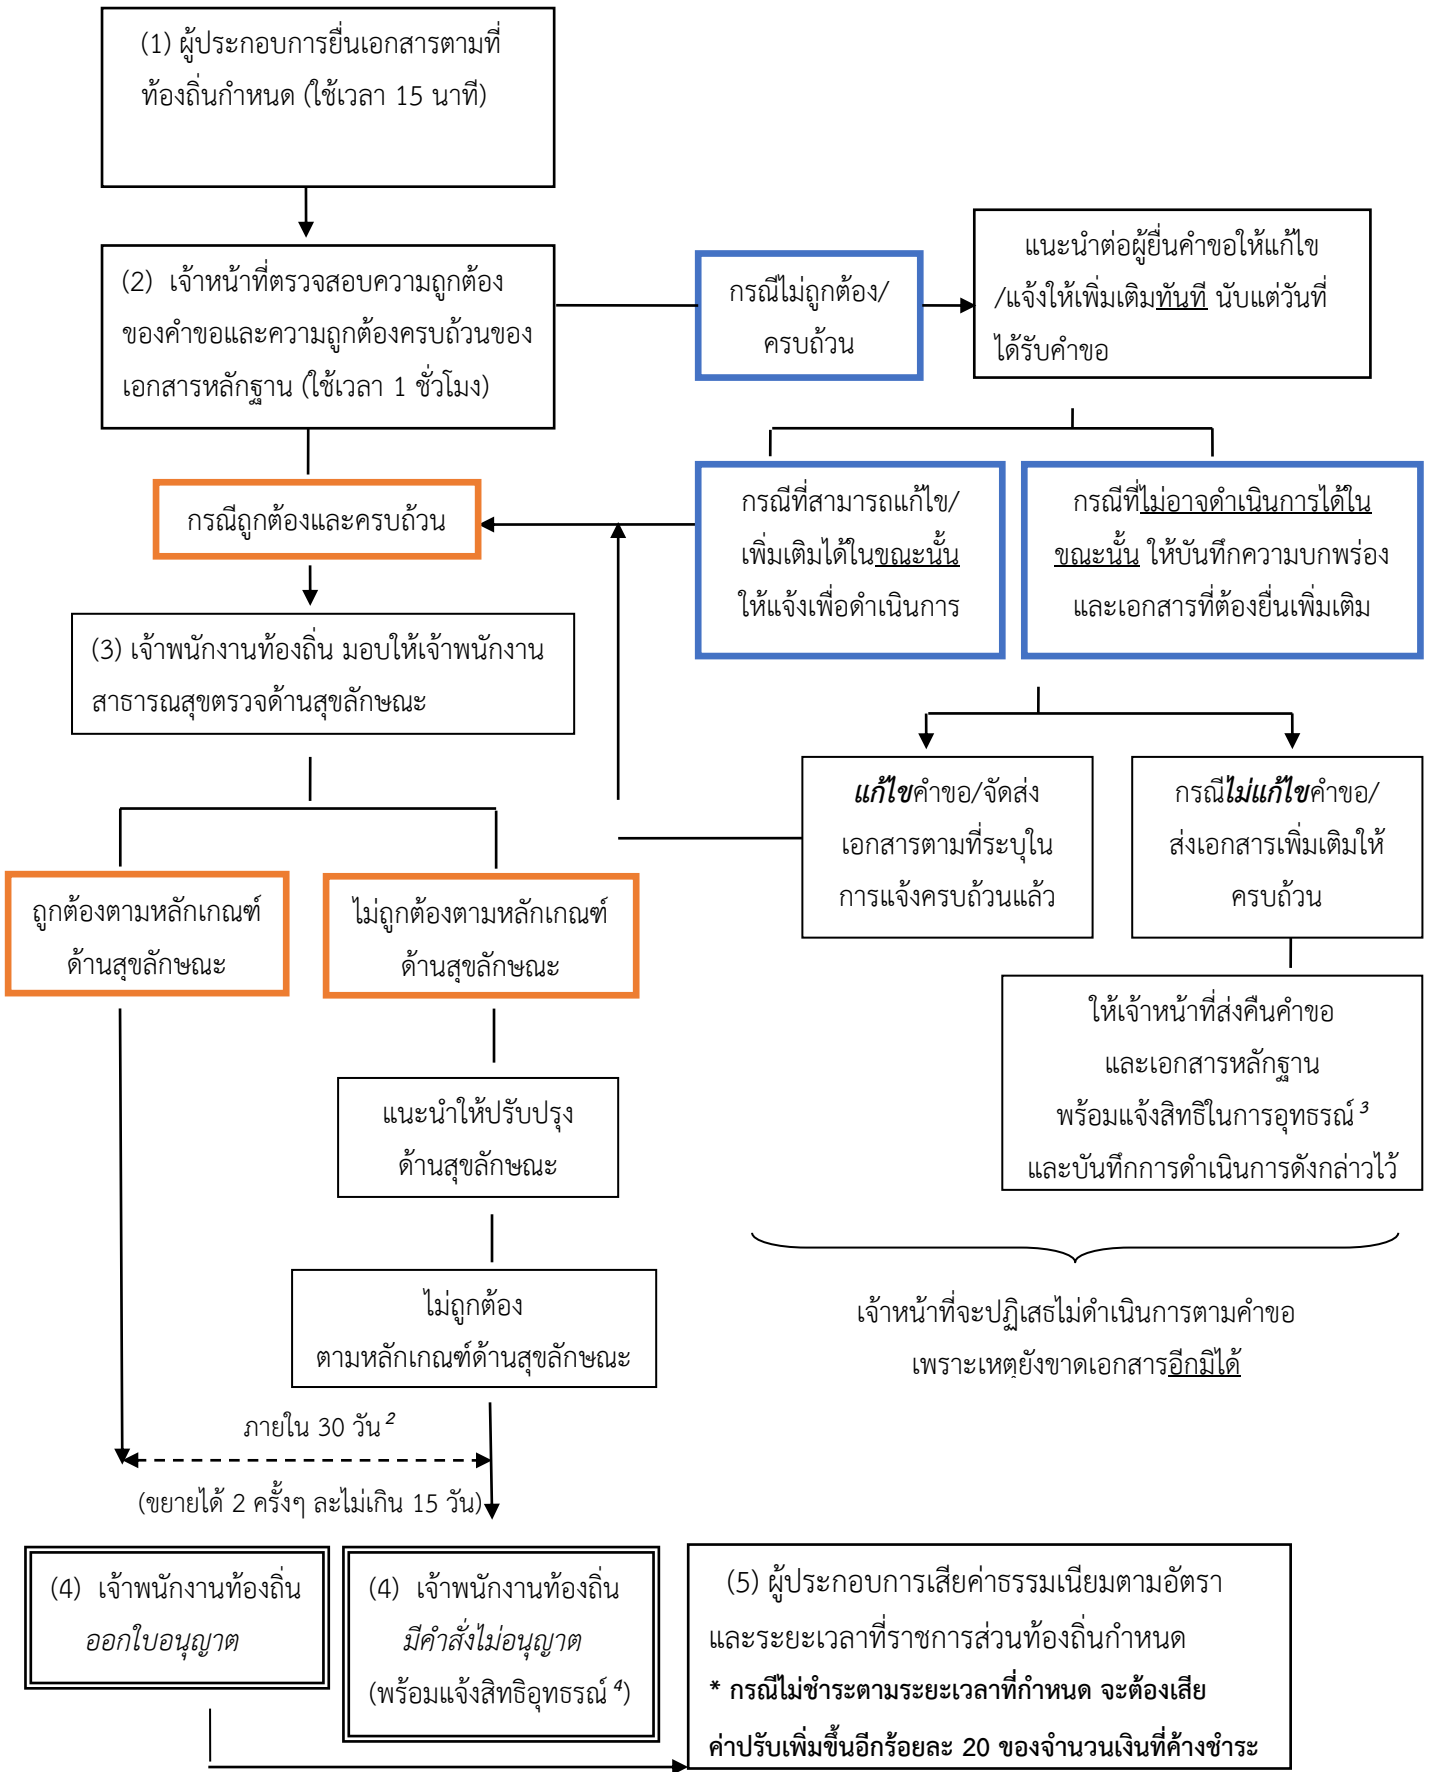 (1) ผู้ประกอบการยื่นเอกสารตามที่
ท้องถิ่นกำหนด (ใช้เวลา 15 นาที)
(2) เจ้าหน้าที่ตรวจสอบความถูกต้อง
ของคำขอและความถูกต้องครบถ้วนของ
เอกสารหลักฐาน (ใช้เวลา 1 ชั่วโมง)
กรณีไม่ถูกต้อง/
ครบถ้วน
แนะนำต่อผู้ยื่นคำขอให้แก้ไข
/แจ้งให้เพิ่มเติมทันที นับแต่วันที่
ได้รับคำขอ
กรณีถูกต้องและครบถ้วน
กรณีที่สามารถแก้ไข/
เพิ่มเติมได้ในขณะนั้น
ให้แจ้งเพื่อดำเนินการ
กรณีที่ไม่อาจดำเนินการได้ใน
ขณะนั้น ให้บันทึกความบกพร่อง
และเอกสารที่ต้องยื่นเพิ่มเติม
(3) เจ้าพนักงานท้องถิ่น มอบให้เจ้าพนักงาน
สาธารณสุขตรวจด้านสุขลักษณะ
แก้ไขคำขอ/จัดส่ง
เอกสารตามที่ระบุใน
การแจ้งครบถ้วนแล้ว
กรณีไม่แก้ไขคำขอ/
ส่งเอกสารเพิ่มเติมให้
ครบถ้วน
ถูกต้องตามหลักเกณฑ์
ด้านสุขลักษณะ
ไม่ถูกต้องตามหลักเกณฑ์
ด้านสุขลักษณะ
ให้เจ้าหน้าที่ส่งคืนคำขอ
และเอกสารหลักฐาน
พร้อมแจ้งสิทธิในการอุทธรณ์ ³
และบันทึกการดำเนินการดังกล่าวไว้
แนะนำให้ปรับปรุง
ด้านสุขลักษณะ
ไม่ถูกต้อง
ตามหลักเกณฑ์ด้านสุขลักษณะ
เจ้าหน้าที่จะปฏิเสธไม่ดำเนินการตามคำขอ
เพราะเหตุยังขาดเอกสารอีกมิได้
ภายใน 30 วัน ²
(ขยายได้ 2 ครั้งๆ ละไม่เกิน 15 วัน)
(4) เจ้าพนักงานท้องถิ่น
ออกใบอนุญาต
(4) เจ้าพนักงานท้องถิ่น
มีคำสั่งไม่อนุญาต
(พร้อมแจ้งสิทธิอุทธรณ์ ⁴)
(5) ผู้ประกอบการเสียค่าธรรมเนียมตามอัตรา
และระยะเวลาที่ราชการส่วนท้องถิ่นกำหนด
* กรณีไม่ชำระตามระยะเวลาที่กำหนด จะต้องเสีย
ค่าปรับเพิ่มขึ้นอีกร้อยละ 20 ของจำนวนเงินที่ค้างชำระ